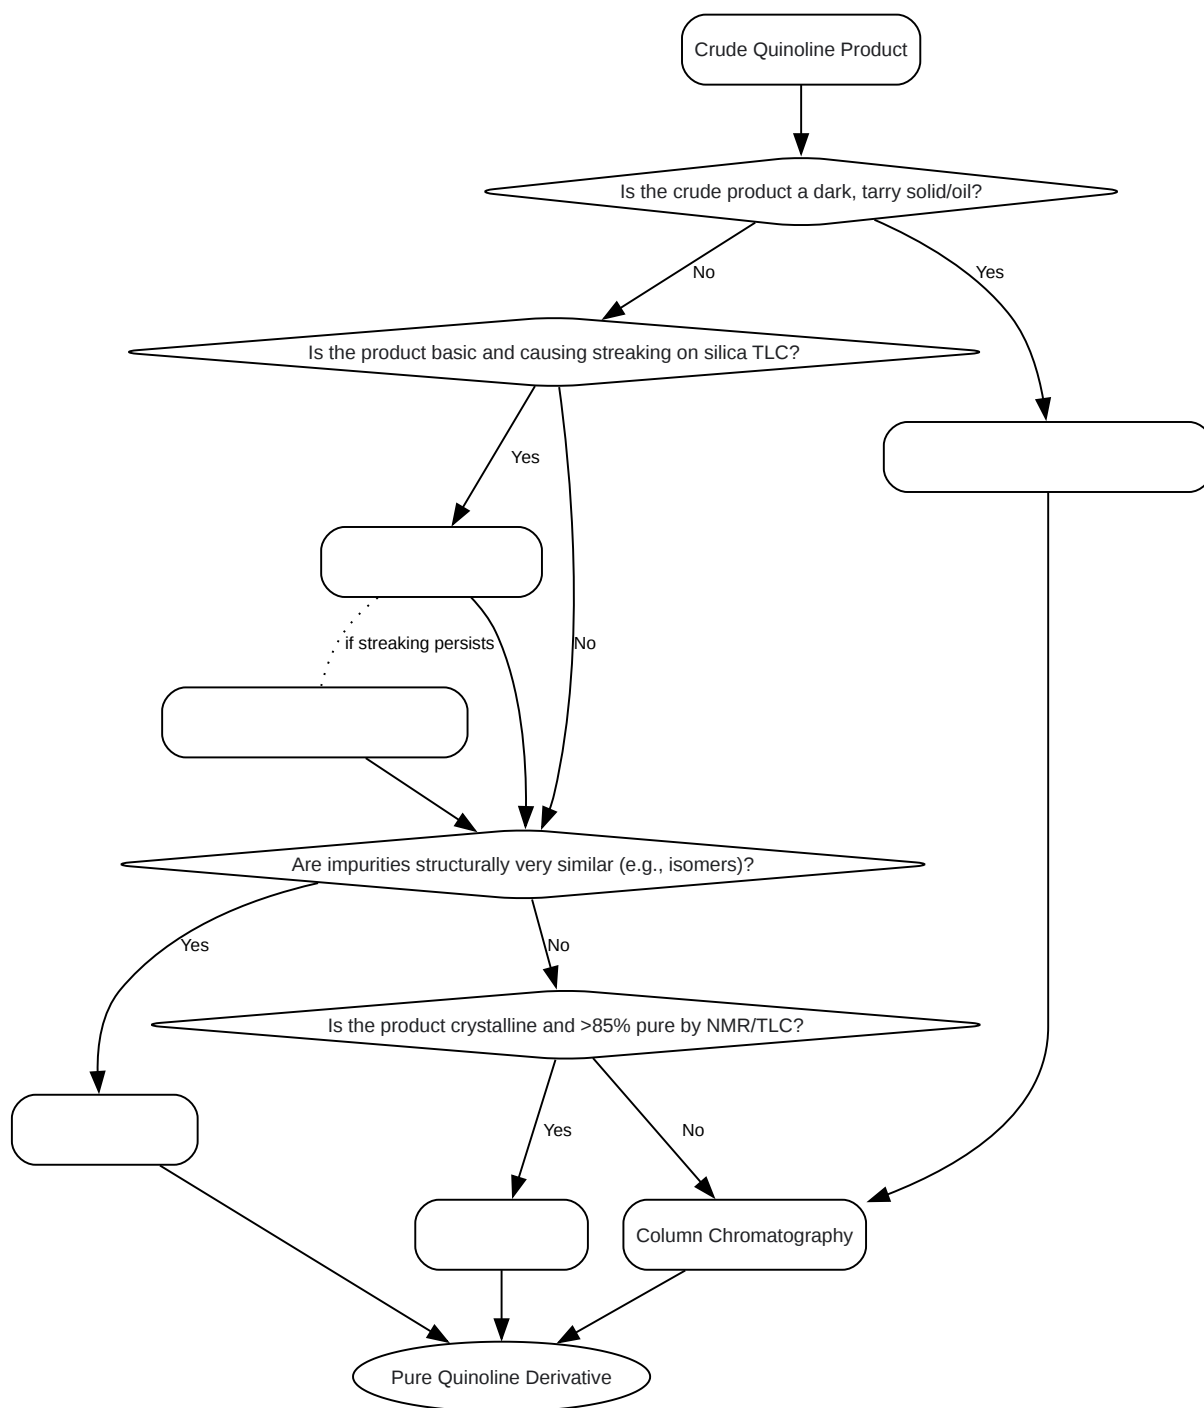 Crude Quinoline Product
Is the crude product a dark, tarry solid/oil?
No
Yes
Is the product basic and causing streaking on silica TLC?
Yes
if streaking persists
No
Are impurities structurally very similar (e.g., isomers)?
Yes
No
Is the product crystalline and >85% pure by NMR/TLC?
Yes
No
Column Chromatography
Pure Quinoline Derivative